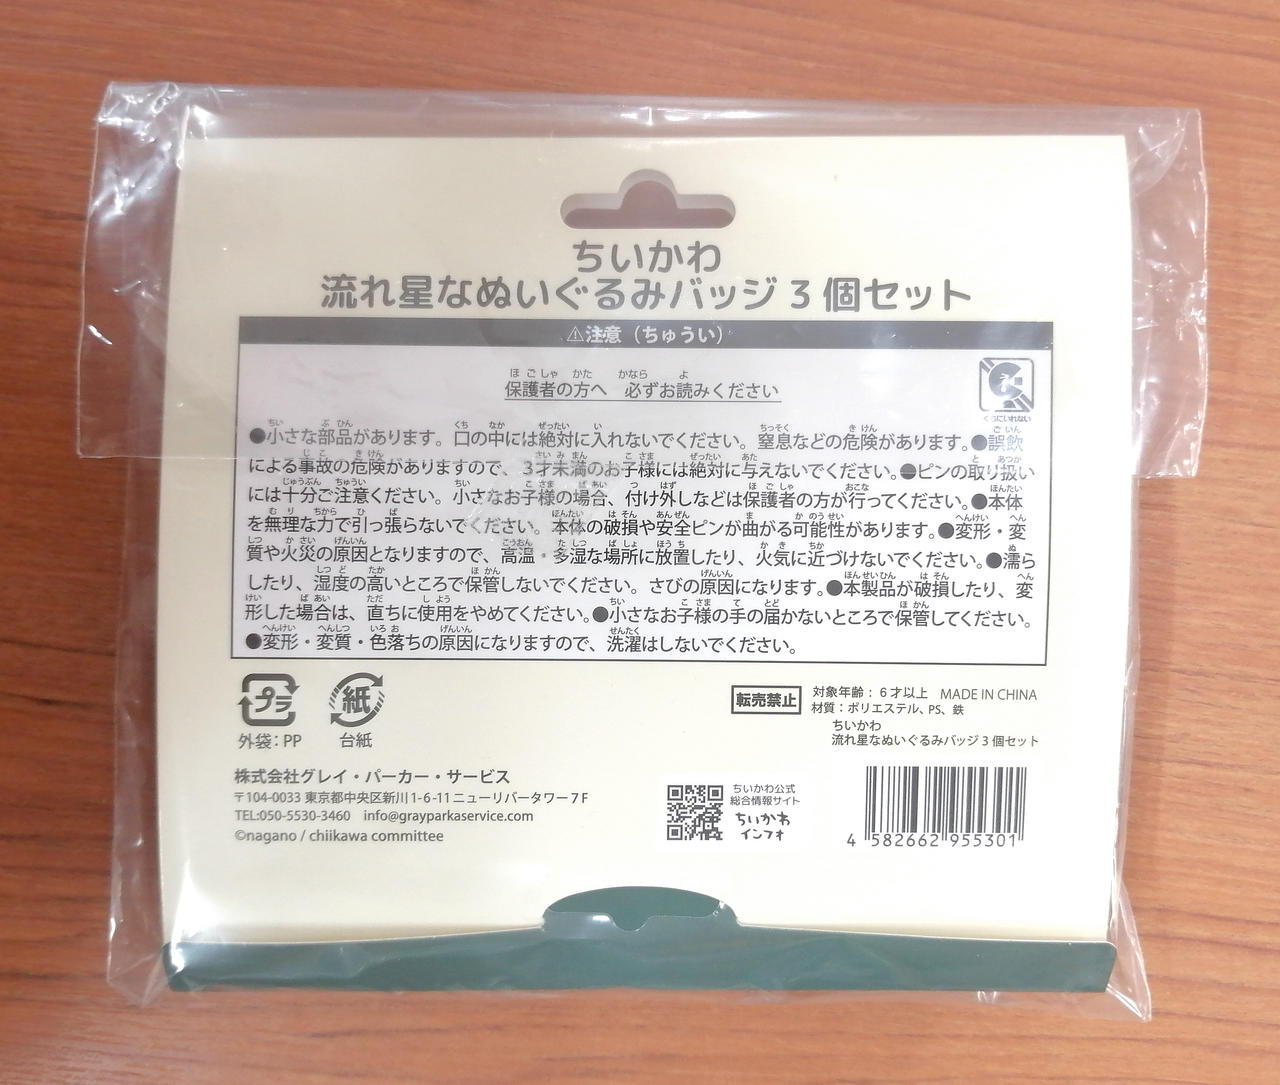 ちいかわ
流れ星なぬいぐるみバッジ3個セット
⚠注意（ちゅうい）
保護者の方へ 必ずお読みください
くちにいれない
●小さな部品があります。口の中には絶対に入れないでください。窒息などの危険があります。●誤飲
による事故の危険がありますので、3才未満のお子様には絶対に与えないでください。●ピンの取り扱い
には十分ご注意ください。小さなお子様の場合、付け外しなどは保護者の方が行ってください。●本体
を無理な力で引っ張らないでください。本体の破損や安全ピンが曲がる可能性があります。●変形・変
質や火災の原因となりますので、高温・多湿な場所に放置したり、火気に近づけないでください。●濡ら
したり、湿度の高いところで保管しないでください。さびの原因になります。●本製品が破損したり、変
形した場合は、直ちに使用をやめてください。●小さなお子様の手の届かないところで保管してください。
●変形・変質・色落ちの原因になりますので、洗濯はしないでください。
プラ
外袋：PP
紙
台紙
転売禁止
対象年齢：6才以上 MADE IN CHINA
材質：ポリエステル、PS、鉄
ちいかわ
流れ星なぬいぐるみバッジ3個セット
株式会社グレイ・パーカー・サービス
〒104-0033 東京都中央区新川1-6-11ニューリバータワー7F
TEL:050-5530-3460 info@grayparkaservice.com
©nagano / chiikawa committee
ちいかわ公式
総合情報サイト
ちいかわ
インフォ
4 582662 955301